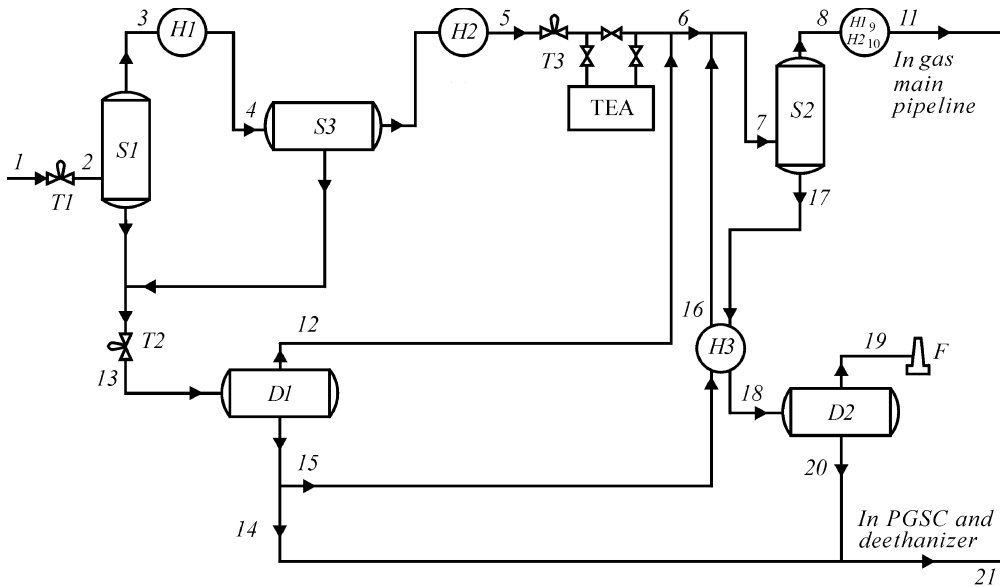 3
H1
H2
5
6
8
H1 9
H2 10
11
T3
In gas
main
pipeline
TEA
4
S3
S2
S1
7
1
2
T1
17
16
12
T2
H3
19
F
13
D1
18
D2
15
20
14
In PGSC and
deethanizer
21